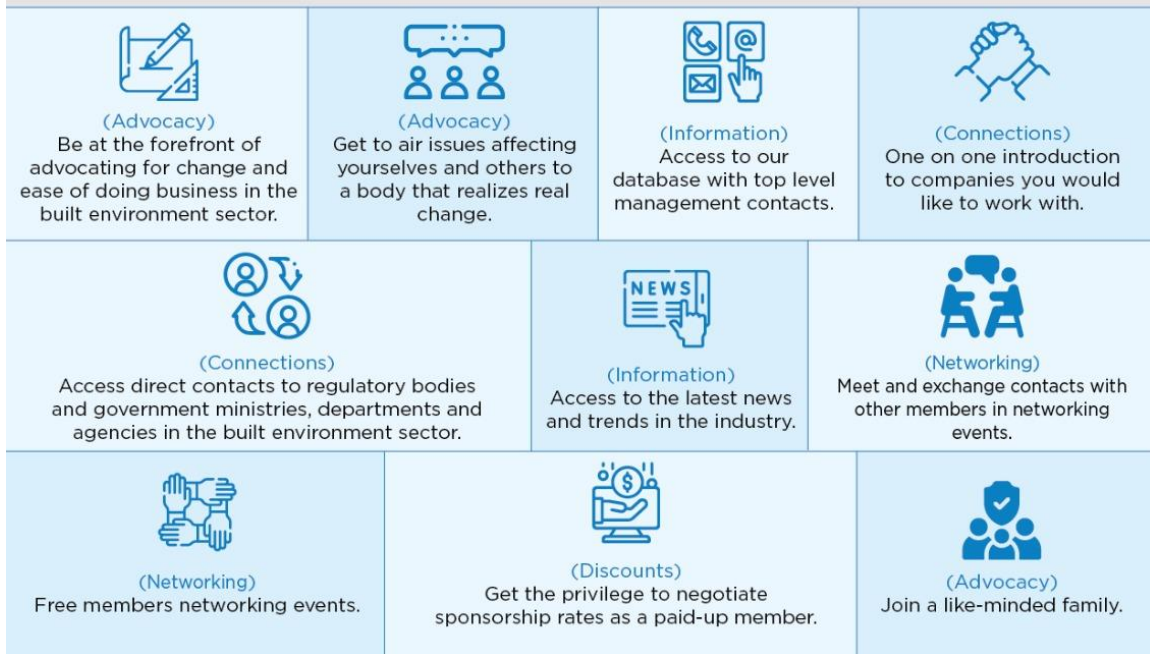 (Advocacy)
Be at the forefront of
advocating for change and
ease of doing business in the
built environment sector.
(Advocacy)
Get to air issues affecting
yourselves and others to
a body that realizes real
change.
@
(Information)
Access to our
database with top level
management contacts.
(Connections)
One on one introduction
to companies you would
like to work with.
(Connections)
Access direct contacts to regulatory bodies
and government ministries, departments and
agencies in the built environment sector.
NEWS
(Information)
Access to the latest news
and trends in the industry.
(Networking)
Meet and exchange contacts with
other members in networking
events.
(Networking)
Free members networking events.
$
(Discounts)
Get the privilege to negotiate
sponsorship rates as a paid-up member.
(Advocacy)
Join a like-minded family.